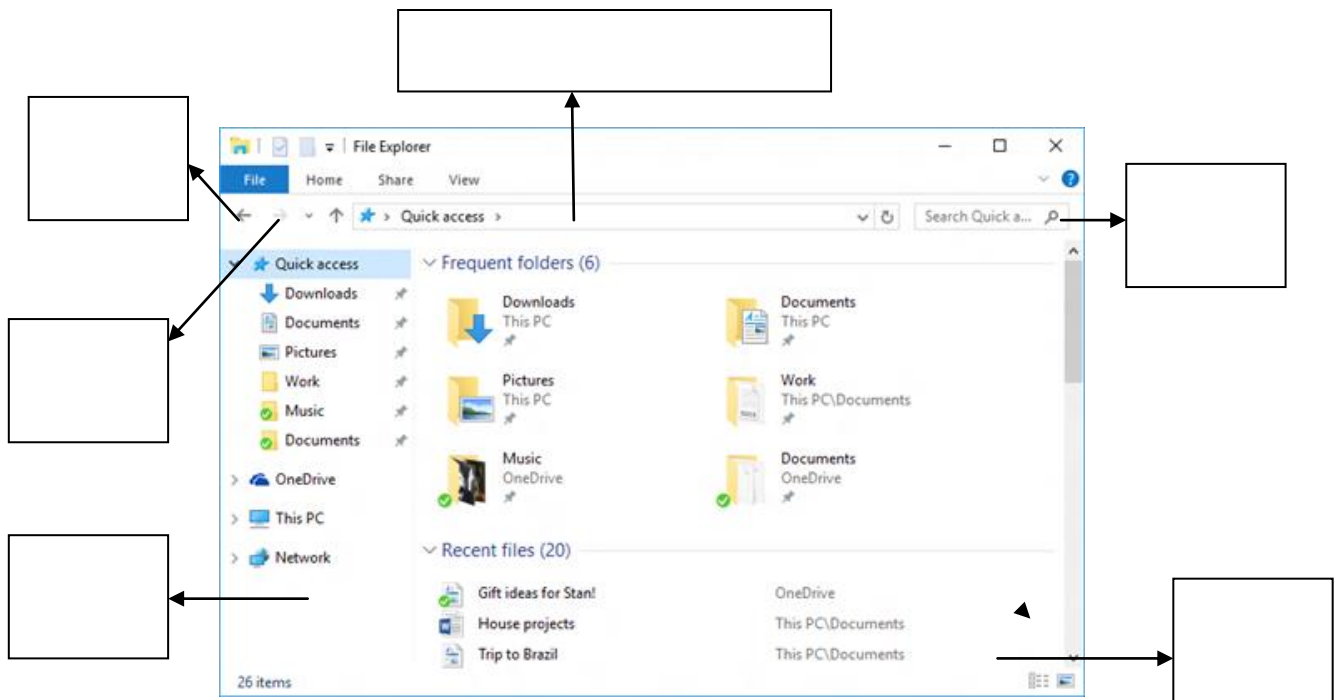 File Explorer
File Home Share View
Quick access
Search Quick a...
Quick access
Downloads
Documents
Pictures
Work
Music
Documents
OneDrive
This PC
Network
Frequent folders (6)
Downloads
This PC
Documents
This PC
Pictures
This PC
Work
This PC\Documents
Music
OneDrive
Documents
OneDrive
Recent files (20)
Gift ideas for Stan! OneDrive
House projects This PC\Documents
Trip to Brazil This PC\Documents
26 items